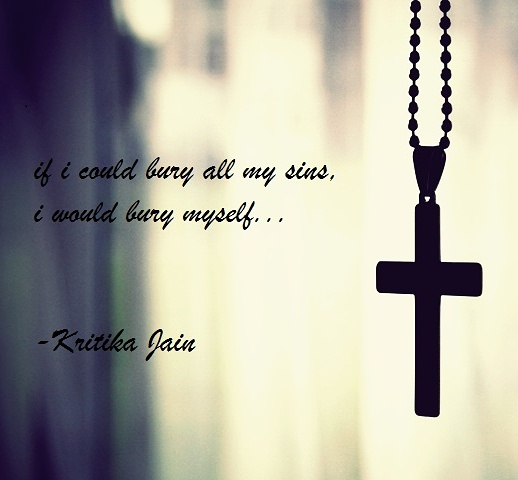 if i could bury all my sins,
i would bury myself...
-Kritika Jain